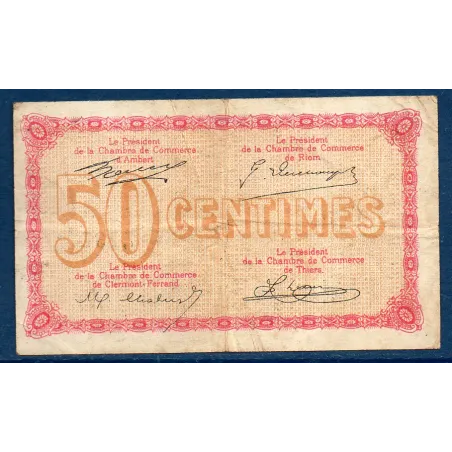 Le Président
de la Chambre de Commerce
d'Ambert
Le Président
de la Chambre de Commerce
de Riom.
50 CENTIMES
Le Président
de la Chambre de Commerce
de Clermont-Ferrand
Le Président
de la Chambre de Commerce
de Thiers.